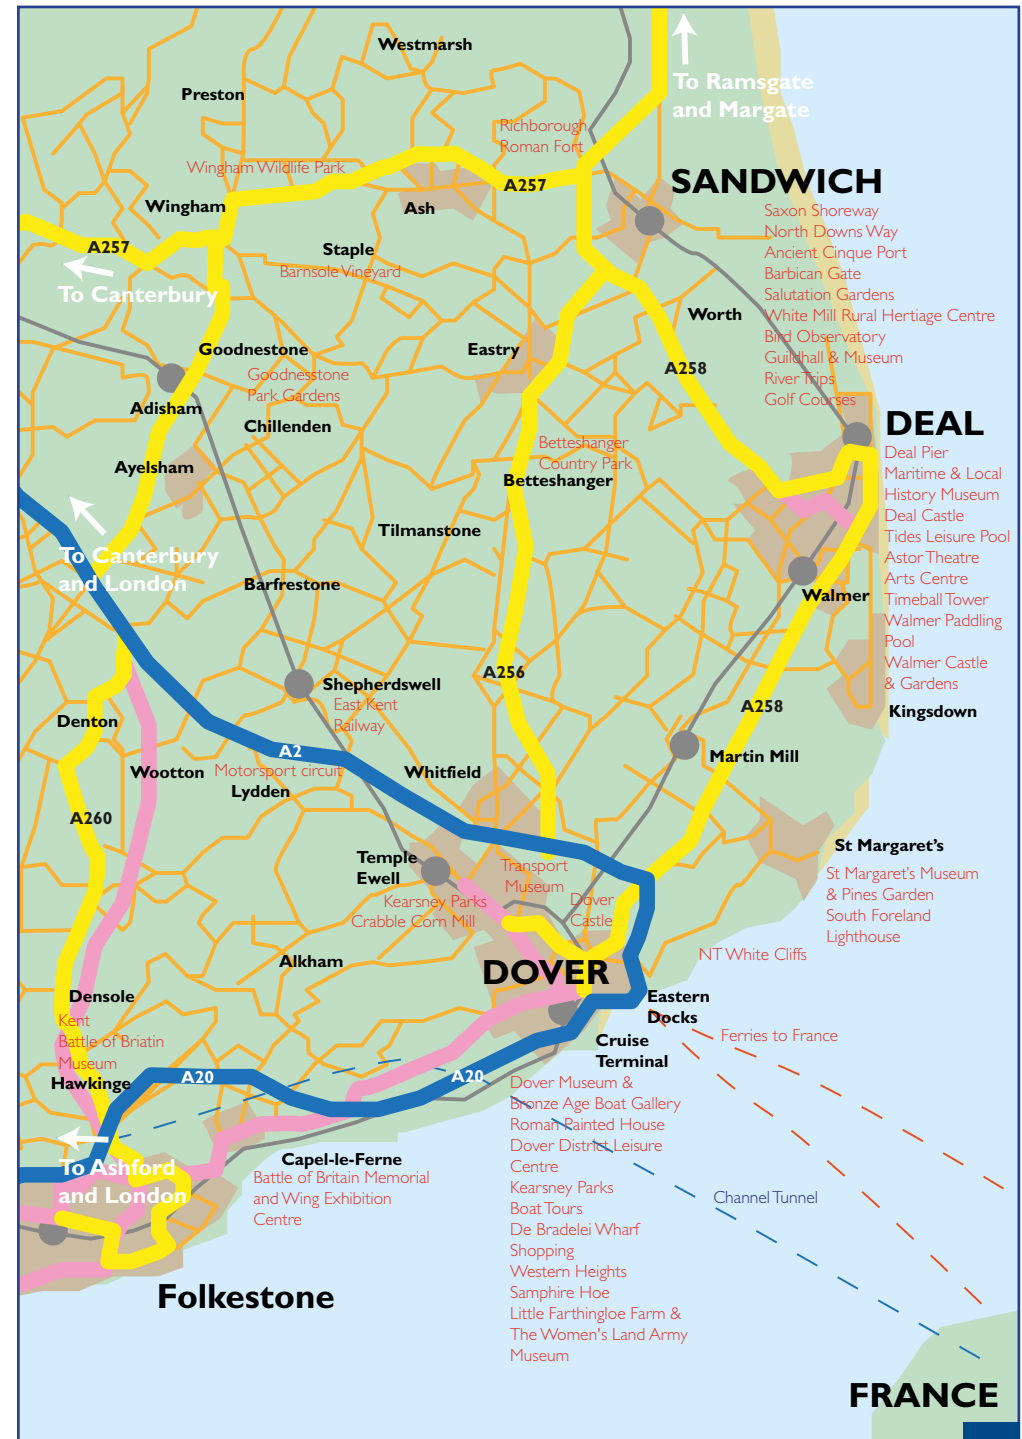 Westmarsh
Preston
To Ramsgate
and Margate
Richborough
Roman Fort
Wingham Wildlife Park
A257
SANDWICH
Wingham
Ash
Saxon Shoreway
North Downs Way
Ancient Cinque Port
Barbican Gate
Salutation Gardens
White Mill Rural Hertiage Centre
Bird Observatory
Guildhall & Museum
River Trips
Golf Courses
A257
Staple
Barnsole Vineyard
To Canterbury
Worth
Goodnestone
Goodnesstone
Park Gardens
Eastry
A258
Adisham
Chillenden
DEAL
Deal Pier
Maritime & Local
History Museum
Deal Castle
Tides Leisure Pool
Astor Theatre
Arts Centre
Timeball Tower
Walmer Paddling
Pool
Walmer Castle
& Gardens
Betteshanger
Country Park
Betteshanger
Ayelsham
Tilmanstone
To Canterbury
and London
Barfrestone
Walmer
A256
Shepherdswell
East Kent
Railway
A258
Kingsdown
Denton
A2
Martin Mill
Wootton
Motorsport circuit
Lydden
Whitfield
A260
St Margaret's
St Margaret's Museum
& Pines Garden
South Foreland
Lighthouse
Temple
Ewell
Transport
Museum
Kearsney Parks
Crabble Corn Mill
Dover
Castle
NT White Cliffs
Alkham
DOVER
Densole
Eastern
Docks
Kent
Battle of Briatin
Museum
Hawkinge
Cruise
Terminal
Ferries to France
A20
A20
Dover Museum &
Bronze Age Boat Gallery
Roman Painted House
Dover District Leisure
Centre
Kearsney Parks
Boat Tours
De Bradelei Wharf
Shopping
Western Heights
Samphire Hoe
Little Farthingloe Farm &
The Women's Land Army
Museum
To Ashford
and London
Capel-le-Ferne
Battle of Britain Memorial
and Wing Exhibition
Centre
Channel Tunnel
Folkestone
FRANCE